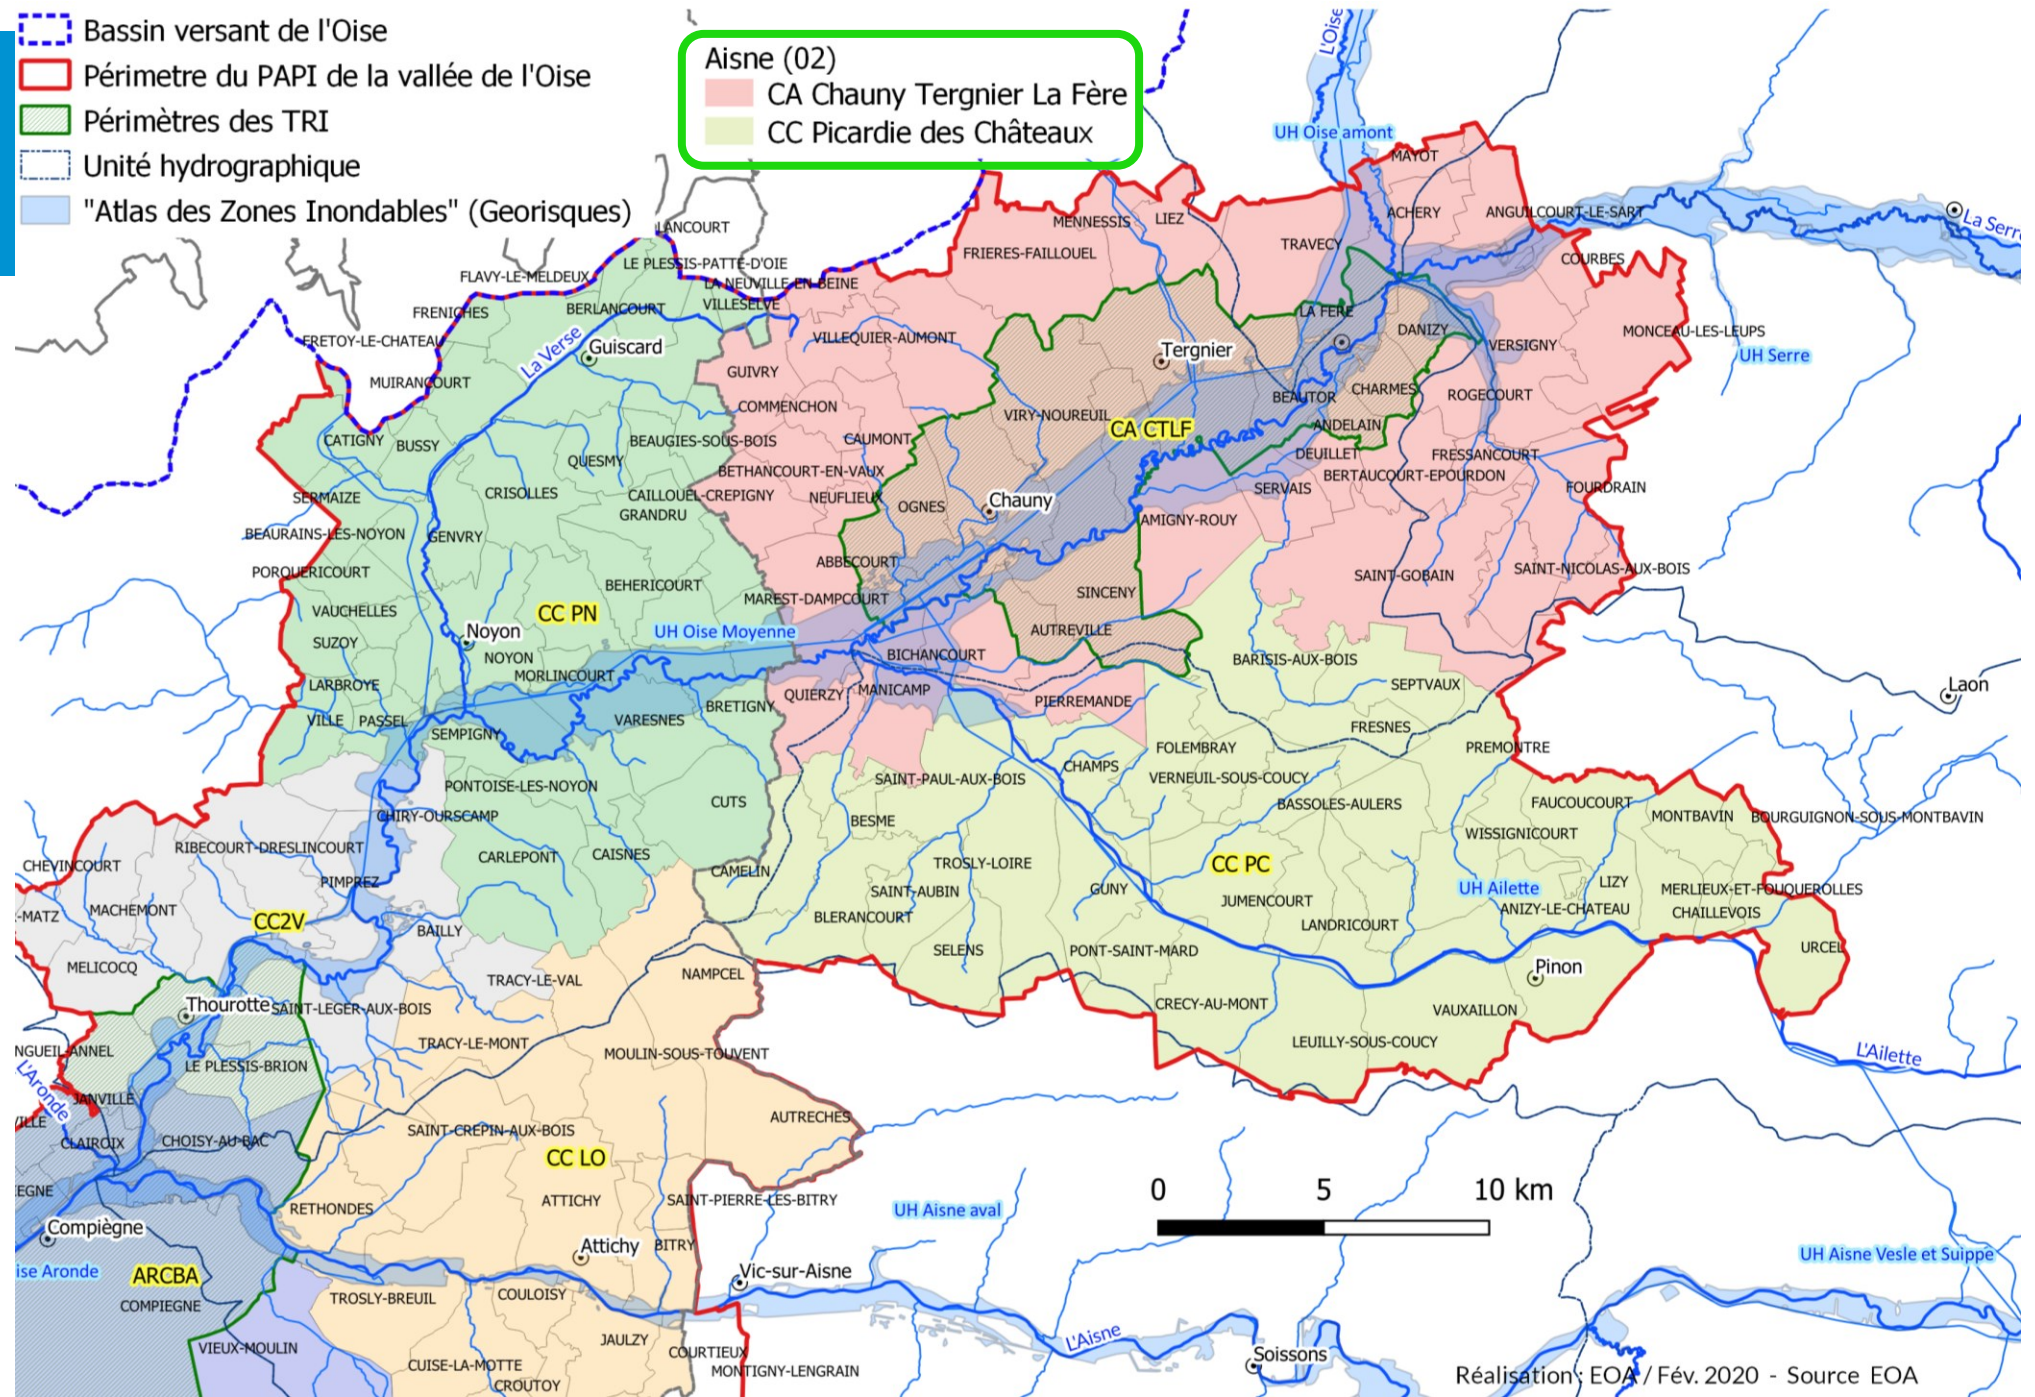 Bassin versant de l'Oise
Périmetre du PAPI de la vallée de l'Oise
Périmètres des TRI
Unité hydrographique
"Atlas des Zones Inondables" (Georisques)
Aisne (02)
CA Chauny Tergnier La Fère
CC Picardie des Châteaux
L'Oise
UH Oise amont
MAYOT
LANCOURT
MENNESSIS
LIEZ
ACHERY
ANGUILCOURT-LE-SART
La Serre
FRIERES-FAILLOUEL
TRAVECY
COURBES
LE PLESSIS-PATTE-D'OIE
FLAVY-LE-MELDEUX
LA NEUVILLE-EN-BEINE
VILLESELVE
BERLANCOURT
FRENICHES
LA FERE
DANIZY
MONCEAU-LES-LEUPS
FRETOY-LE-CHATEAU
La Verse
Guiscard
VILLEQUIER-AUMONT
Tergnier
VERSIGNY
UH Serre
MUIRANCOURT
GUIVRY
COMMENCHON
VIRY-NOUREUIL
BEAUTOR
CHARMES
ROGECOURT
CA CTLF
ANDELAIN
CATIGNY
BUSSY
BEAUGIES-SOUS-BOIS
CAUMONT
QUESMY
BETHANCOURT-EN-VAUX
DEUILLET
FRESSANCOURT
BERTAUCOURT-EPOURDON
SERMAIZE
CRISOLLES
CAILLOUEL-CREPIGNY
NEUFLIEUX
SERVAIS
FOURDRAIN
GRANDRU
OGNES
Chauny
AMIGNY-ROUY
BEAURAINS-LES-NOYON
GENVRY
ABBECOURT
PORQUERICOURT
BEHERICOURT
SAINT-GOBAIN
SAINT-NICOLAS-AUX-BOIS
VAUCHELLES
CC PN
MAREST-DAMPCOURT
SINCENY
Noyon
UH Oise Moyenne
AUTREVILLE
SUZOY
NOYON
BICHANCOURT
BARISIS-AUX-BOIS
MORLINCOURT
LARBROYE
QUIERZY
MANICAMP
PIERREMANDE
SEPTVAUX
Laon
VILLE
PASSEL
VARESNES
BRETIGNY
SEMPIGNY
FRESNES
FOLEMBRAY
PREMONTRE
CHAMPS
VERNEUIL-SOUS-COUCY
SAINT-PAUL-AUX-BOIS
PONTOISE-LES-NOYON
CUTS
BASSOLES-AULERS
FAUCOUCOURT
CHIRY-OURSCAMP
BESME
MONTBAVIN
BOURGUIGNON-SOUS-MONTBAVIN
WISSIGNICOURT
RIBECOURT-DRESLINCOURT
CARLEPONT
CAISNES
CHEVINCOURT
CAMELIN
TROSLY-LOIRE
CC PC
PIMPREZ
SAINT-AUBIN
GUNY
UH Ailette
LIZY
MERLIEUX-ET-FOUQUEROLLES
-MATZ
MACHEMONT
CC2V
BLERANCOURT
JUMENCOURT
ANIZY-LE-CHATEAU
CHAILLEVOIS
BAILLY
LANDRICOURT
SELENS
PONT-SAINT-MARD
URCEL
MELICOCQ
TRACY-LE-VAL
NAMPCEL
Pinon
Thourotte
SAINT-LEGER-AUX-BOIS
CRECY-AU-MONT
VAUXAILLON
NGUEIL-ANNEL
TRACY-LE-MONT
MOULIN-SOUS-TOUVENT
LEUILLY-SOUS-COUCY
L'Ailette
LE PLESSIS-BRION
L'Aronde
JANVILLE
AUTRECHES
VILLE
CLAIROIX
CHOISY-AU-BAC
SAINT-CREPIN-AUX-BOIS
CC LO
EGNE
RETHONDES
ATTICHY
SAINT-PIERRE-LES-BITRY
0 5 10 km
UH Aisne aval
Compiègne
Attichy
BITRY
UH Aisne Vesle et Suippe
ise Aronde
ARCBA
Vic-sur-Aisne
COMPIEGNE
TROSLY-BREUIL
COULOISY
L'Aisne
VIEUX-MOULIN
JAULZY
COURTIEUX
Soissons
CUISE-LA-MOTTE
MONTIGNY-LENGRAIN
CROUTOY
Réalisation : EOA / Fév. 2020 - Source EOA